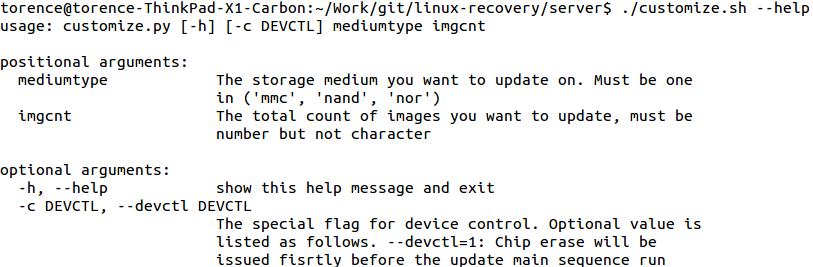 torence@torence-ThinkPad-X1-Carbon:~/Work/git/linux-recovery/server$ ./customize.sh --help
usage: customize.py [-h] [-c DEVCTL] mediumtype imgcnt
positional arguments:
mediumtype The storage medium you want to update on. Must be one
in ('mmc', 'nand', 'nor')
imgcnt The total count of images you want to update, must be
number but not character
optional arguments:
-h, --help show this help message and exit
-c DEVCTL, --devctl DEVCTL
The special flag for device control. Optional value is
listed as follows. --devctl=1: Chip erase will be
issued fisrtly before the update main sequence run